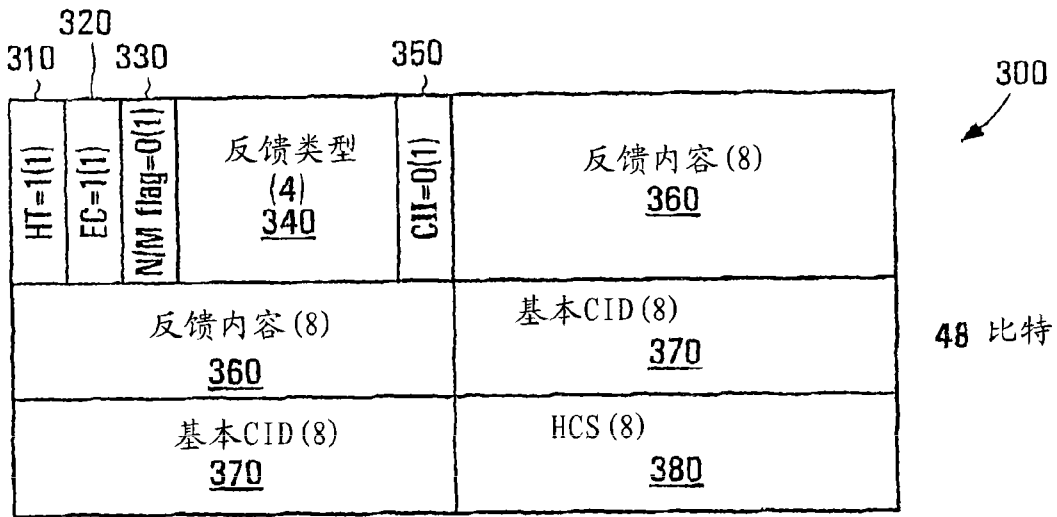 310
320
330
350
300
HT=1(1)
EC=1(1)
N/M flag=0(1)
反馈类型
(4)
340
CII=0(1)
反馈内容(8)
360
反馈内容(8)
360
基本CID(8)
370
48 比特
基本CID(8)
370
HCS(8)
380